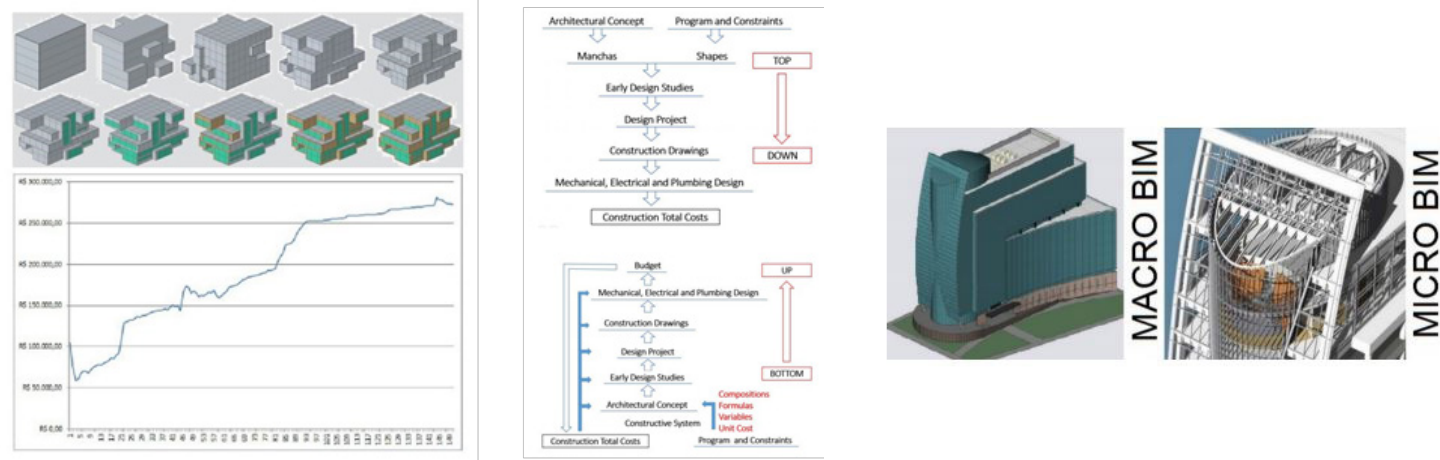 R$ 300.000,00
R$ 250.000,00
R$ 200.000,00
R$ 150.000,00
R$ 100.000,00
R$ 50.000,00
R$ 0,00
Architectural Concept Program and Constraints
Manchas Shapes TOP
Early Design Studies
Design Project
Construction Drawings DOWN
Mechanical, Electrical and Plumbing Design
Construction Total Costs
Budget UP
Mechanical, Electrical and Plumbing Design
Construction Drawings
Design Project
BOTTOM
Early Design Studies
Compositions
Architectural Concept Formulas
Variables
Constructive System Unit Cost
Construction Total Costs Program and Constraints
MACRO BIM
MICRO BIM